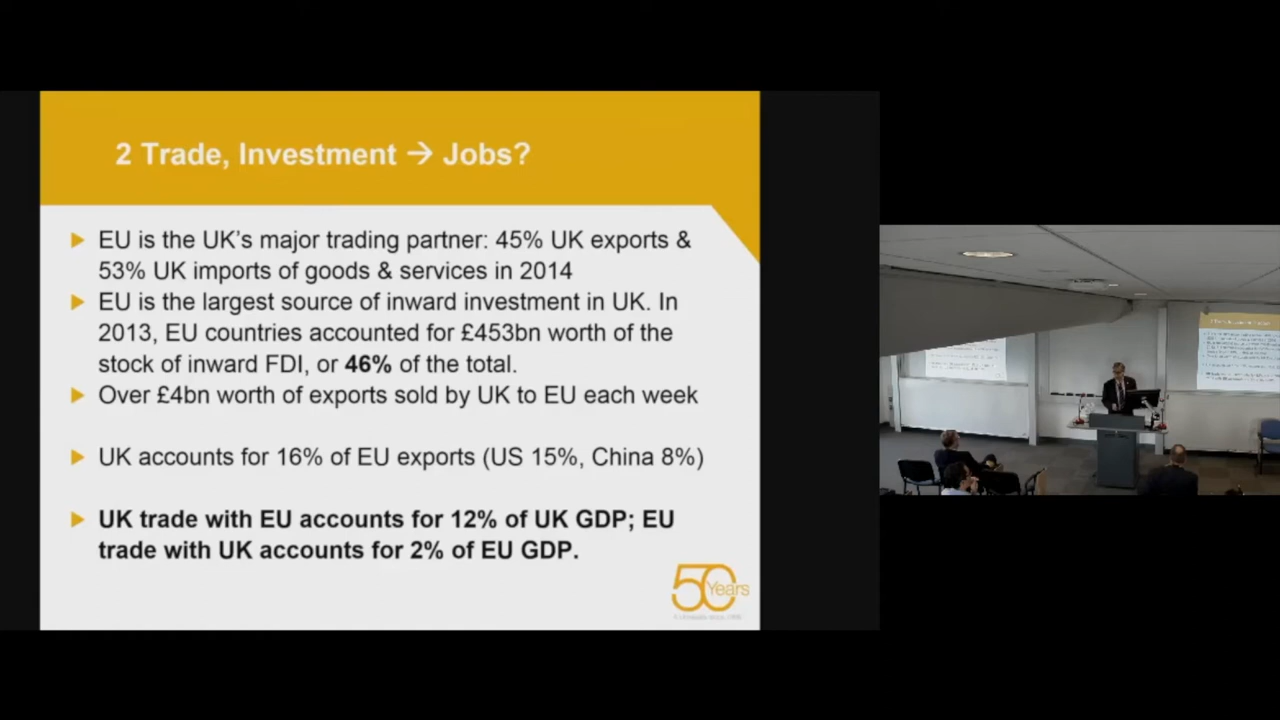 2 Trade, Investment → Jobs?
EU is the UK's major trading partner: 45% UK exports &
53% UK imports of goods & services in 2014
EU is the largest source of inward investment in UK. In
2013, EU countries accounted for £453bn worth of the
stock of inward FDI, or 46% of the total.
Over £4bn worth of exports sold by UK to EU each week
UK accounts for 16% of EU exports (US 15%, China 8%)
UK trade with EU accounts for 12% of UK GDP; EU
trade with UK accounts for 2% of EU GDP.
50 Years